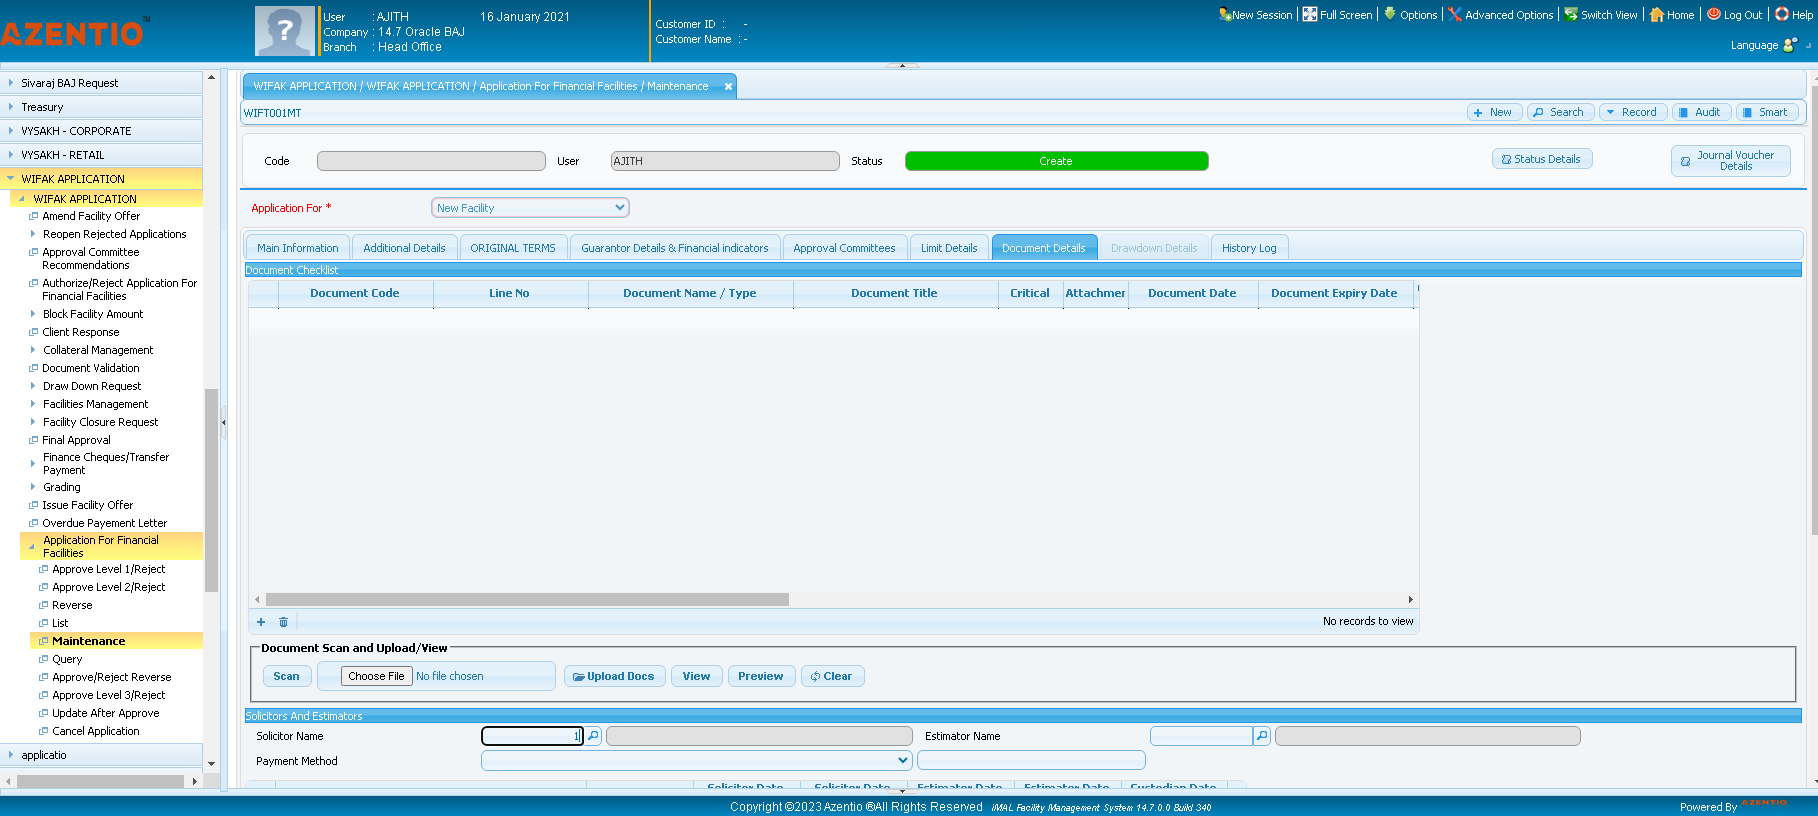 AZENTIO™
User : AJITH 16 January 2021
Company : 14.7 Oracle BAJ
Branch : Head Office
Customer ID : -
Customer Name : -
New Session Full Screen Options Advanced Options Switch View Home Log Out Help
Language
Sivaraj BAJ Request
Treasury
VYSAKH - CORPORATE
VYSAKH - RETAIL
WIFAK APPLICATION
WIFAK APPLICATION
Amend Facility Offer
Reopen Rejected Applications
Approval Committee
Recommendations
Authorize/Reject Application For
Financial Facilities
Block Facility Amount
Client Response
Collateral Management
Document Validation
Draw Down Request
Facilities Management
Facility Closure Request
Final Approval
Finance Cheques/Transfer
Payment
Grading
Issue Facility Offer
Overdue Payement Letter
Application For Financial
Facilities
Approve Level 1/Reject
Approve Level 2/Reject
Reverse
List
Maintenance
Query
Approve/Reject Reverse
Approve Level 3/Reject
Update After Approve
Cancel Application
applicatio
WIFAK APPLICATION / WIFAK APPLICATION / Application For Financial Facilities / Maintenance
WIFT001MT
New Search Record Audit Smart
Code User AJITH Status Create Status Details
Journal Voucher
Details
Application For * New Facility
Main Information Additional Details ORIGINAL TERMS Guarantor Details & Financial indicators Approval Committees Limit Details Document Details Drawdown Details History Log
Document Checklist
Document Code Line No Document Name / Type Document Title Critical Attachmer Document Date Document Expiry Date
No records to view
Document Scan and Upload/View
Scan Choose File No file chosen Upload Docs View Preview Clear
Solicitors And Estimators
Solicitor Name 1 Estimator Name
Payment Method
Solicitor Date Solicitor Date Estimator Date Estimator Date Custodian Date
Copyright ©2023 Azentio ®All Rights Reserved iMAL Facility Management System 14.7.0.0 Build 340
Powered By AZENTIO